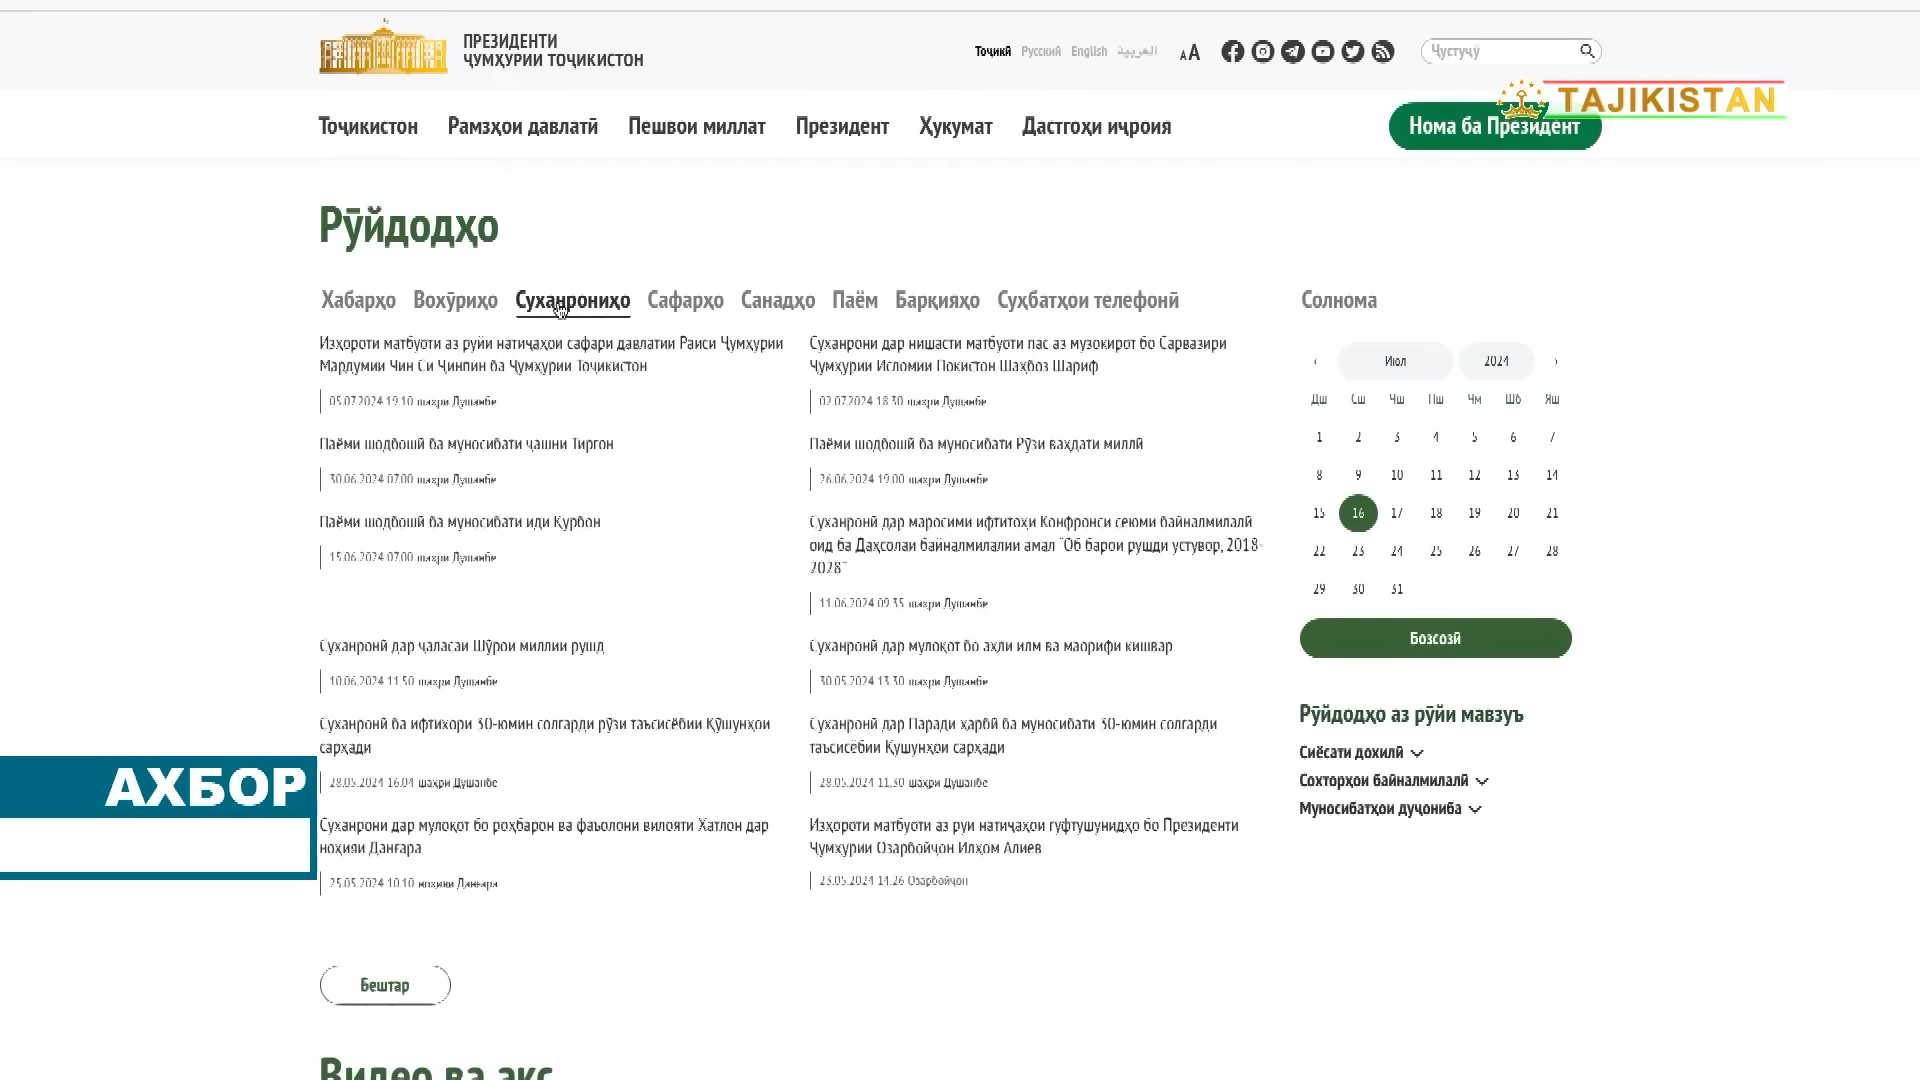 ПРЕЗИДЕНТИ
ҶУМҲУРИИ ТОҶИКИСТОН
Тоҷикӣ Русский English العربية
AA
Ҷустуҷӯ
TAJIKISTAN
Тоҷикистон Рамзҳои давлатӣ Пешвои миллат Президент Ҳукумат Дастгоҳи иҷроия
Нома ба Президент
Рӯйдодҳо
Хабарҳо Вохӯриҳо Суханрониҳо Сафарҳо Санадҳо Паём Барқияҳо Суҳбатҳои телефонӣ
Изҳороти матбуотӣ аз рӯйи натиҷаҳои сафари давлатии Раиси Ҷумҳурии
Мардумии Чин Си Ҷинпин ба Ҷумҳурии Тоҷикистон
05.07.2024 19:10 шаҳри Душанбе
Суханронӣ дар нишасти матбуотӣ пас аз музокирот бо Сарвазири
Ҷумҳурии Исломии Покистон Шаҳбоз Шариф
02.07.2024 18:30 шаҳри Душанбе
Паёми шодбошӣ ба муносибати ҷашни Тиргон
30.06.2024 07:00 шаҳри Душанбе
Паёми шодбошӣ ба муносибати Рӯзи ваҳдати миллӣ
26.06.2024 19:00 шаҳри Душанбе
Паёми шодбошӣ ба муносибати иди Қурбон
15.06.2024 07:00 шаҳри Душанбе
Суханронӣ дар маросими ифтитоҳи Конфронси сеюми байналмилалӣ
оид ба Даҳсолаи байналмилалии амал "Об барои рушди устувор, 2018-
2028"
11.06.2024 09:35 шаҳри Душанбе
Суханронӣ дар ҷаласаи Шӯрои миллии рушд
10.06.2024 11:50 шаҳри Душанбе
Суханронӣ дар мулоқот бо аҳли илм ва маорифи кишвар
30.05.2024 13:30 шаҳри Душанбе
Суханронӣ ба ифтихори 30-юмин солгарди рӯзи таъсисёбии Қӯшунҳои
сарҳадӣ
28.05.2024 16:04 шаҳри Душанбе
Суханронӣ дар Паради ҳарбӣ ба муносибати 30-юмин солгарди
таъсисёбии Қӯшунҳои сарҳадӣ
28.05.2024 11:30 шаҳри Душанбе
Суханронӣ дар мулоқот бо роҳбарон ва фаъолони вилояти Хатлон дар
ноҳияи Данғара
25.05.2024 10:10 ноҳияи Данғара
Изҳороти матбуотӣ аз рӯи натиҷаҳои гуфтушунидҳо бо Президенти
Ҷумҳурии Озарбойҷон Илҳом Алиев
23.05.2024 14:26 Озарбойҷон
Бештар
Солнома
‹ Июл 2024 ›
Дш Сш Чш Пш Чм Шб Яш
1 2 3 4 5 6 7
8 9 10 11 12 13 14
15 16 17 18 19 20 21
22 23 24 25 26 27 28
29 30 31
Бозсозӣ
Рӯйдодҳо аз рӯйи мавзуъ
Сиёсати дохилӣ
Сохторҳои байналмилалӣ
Муносибатҳои дуҷониба
АХБОР
Видео ва акс